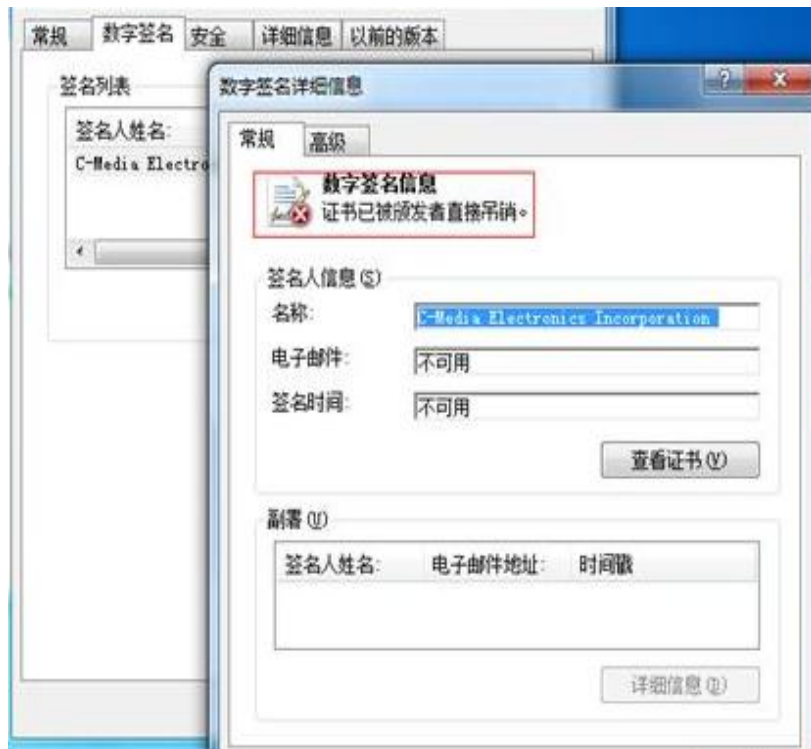 常规 数字签名 安全 详细信息 以前的版本
签名列表
签名人姓名:
C-Media Electro
数字签名详细信息
常规 高级
数字签名信息
证书已被颁发者直接吊销。
签名人信息(S)
名称: C-Media Electronics Incorporation
电子邮件: 不可用
签名时间: 不可用
查看证书(V)
副署(U)
签名人姓名: 电子邮件地址: 时间戳
详细信息(D)